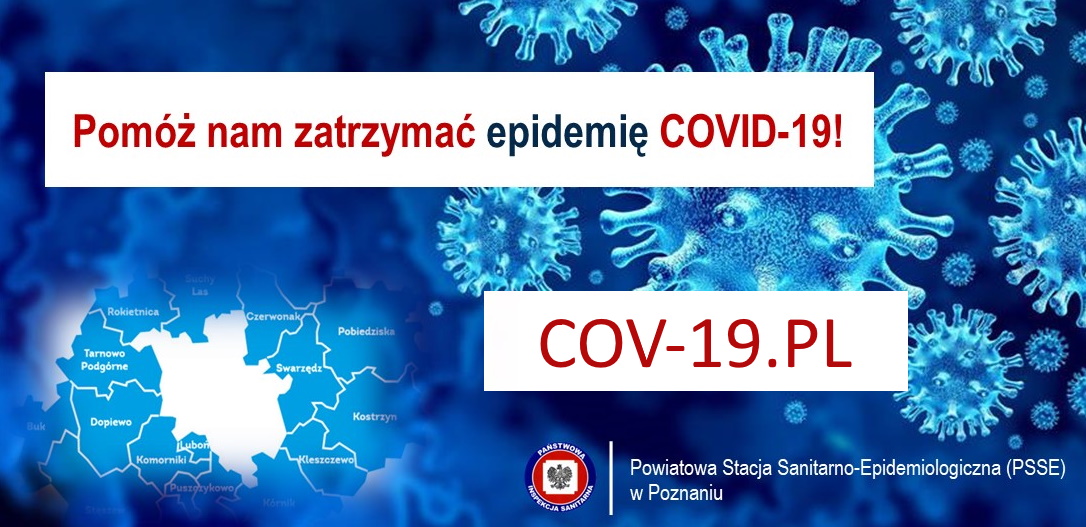 Pomóż nam zatrzymać epidemię COVID-19!
COV-19.PL
Suchy
Las
Rokietnica
Czerwonak
Pobiedziska
Tarnowo
Podgórne
Swarzędz
Buk
Dopiewo
Kostrzyn
Luboń
Komorniki
Kleszczewo
Puszczykowo
Kórnik
PAŃSTWOWA
INSPEKCJA SANITARNA
Powiatowa Stacja Sanitarno-Epidemiologiczna (PSSE)
w Poznaniu